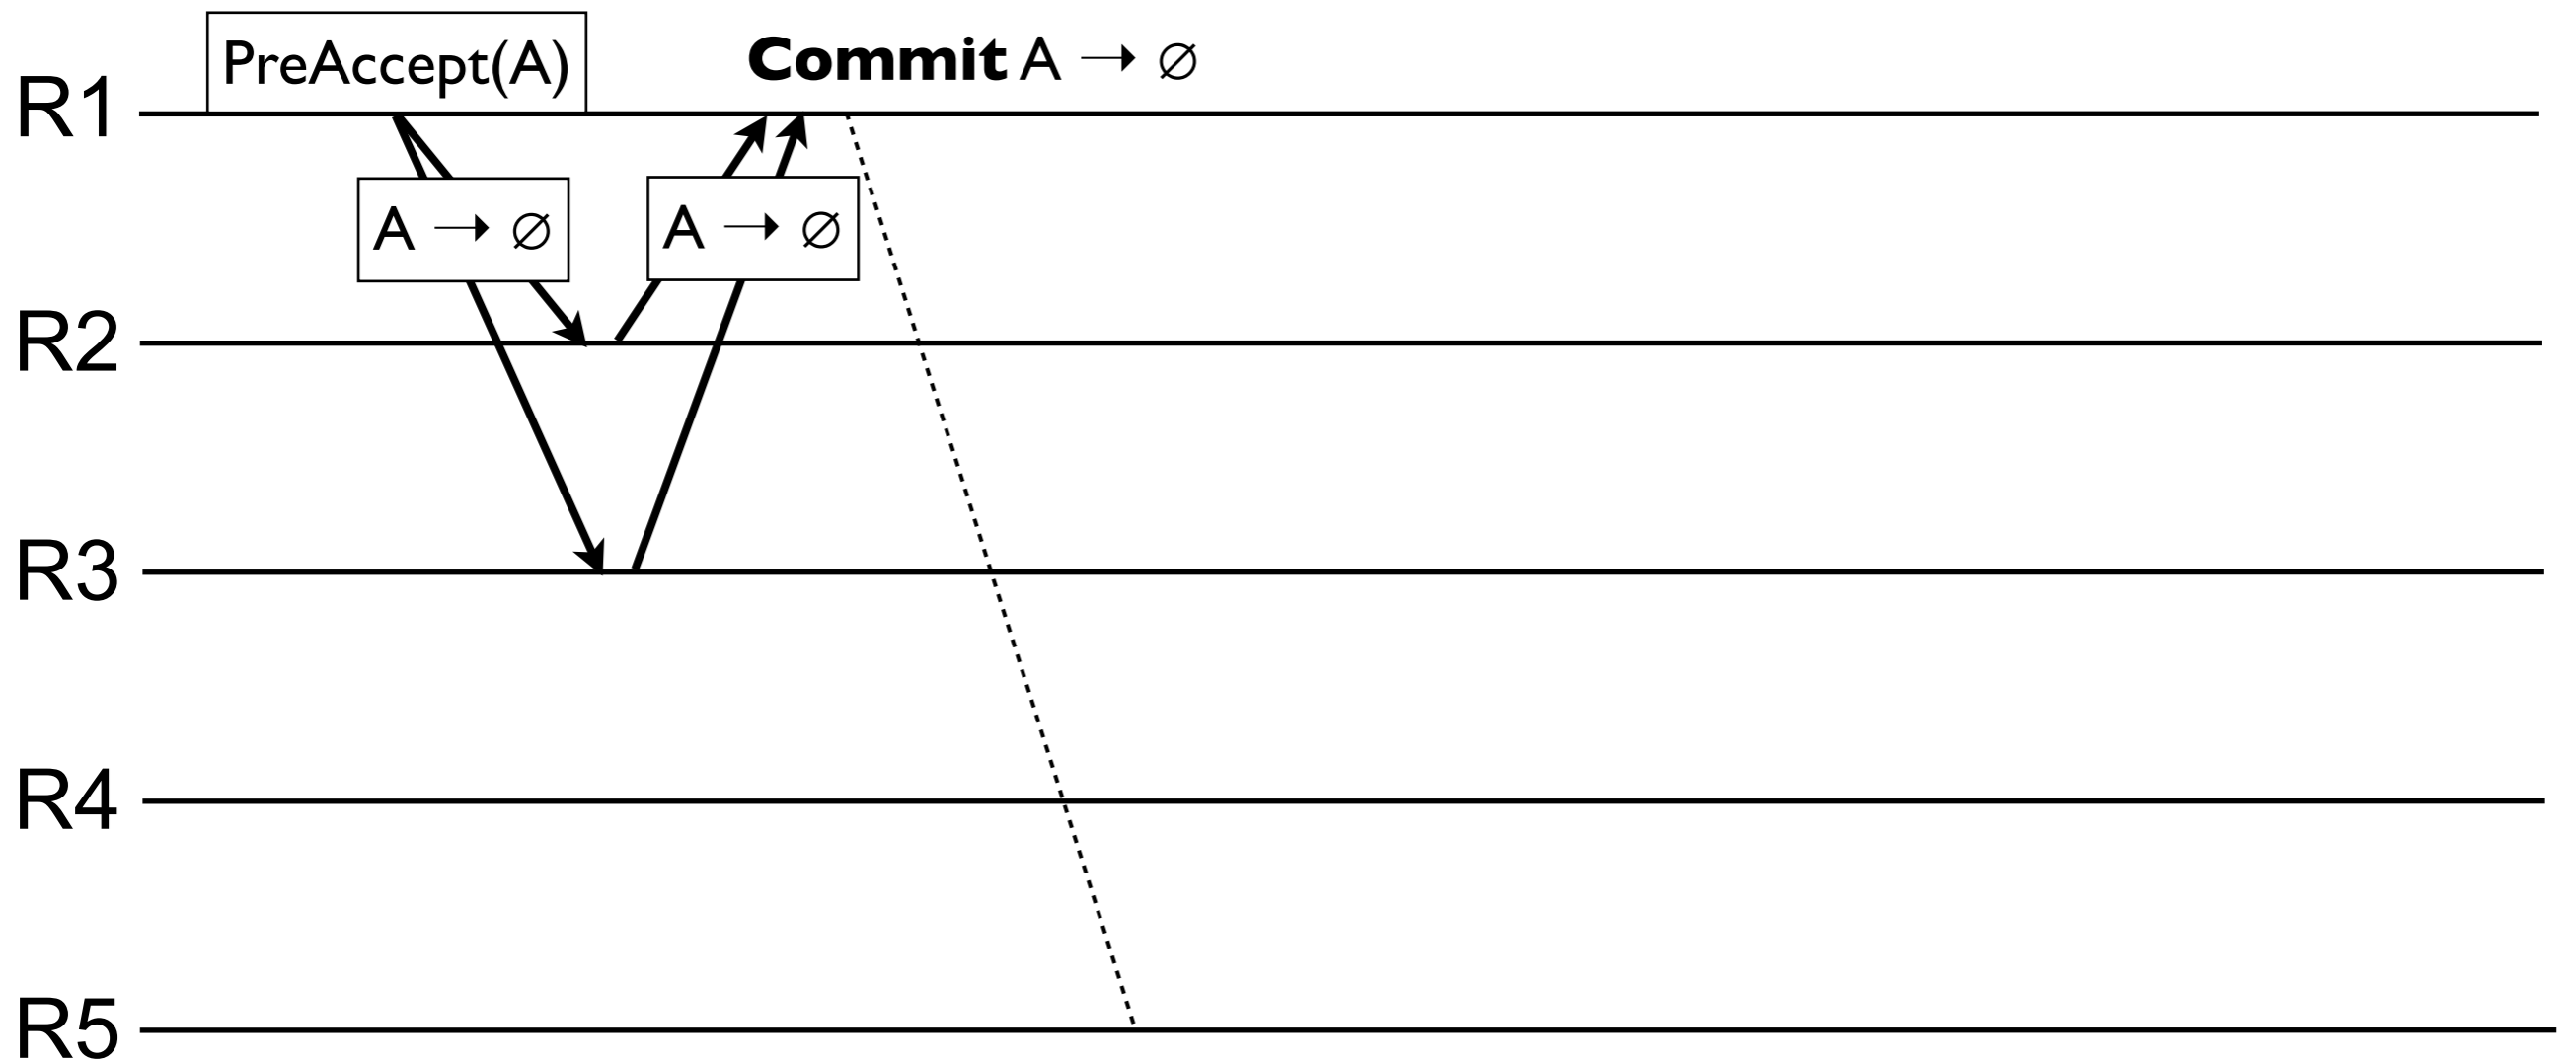 PreAccept(A)
Commit A → ∅
R1
A → ∅
A → ∅
R2
R3
R4
R5